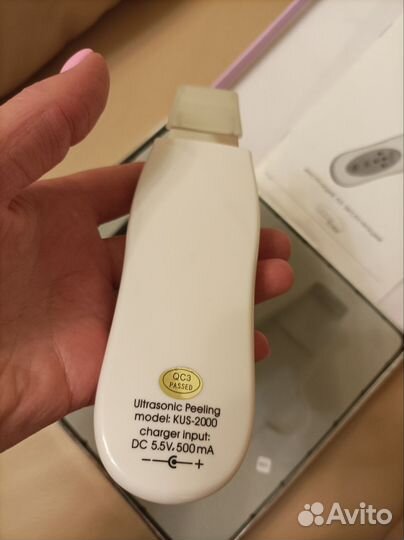 QC3
PASSED
Ultrasonic Peeling
model: KUS-2000
charger input:
DC 5.5V, 500mA
- +
Avito